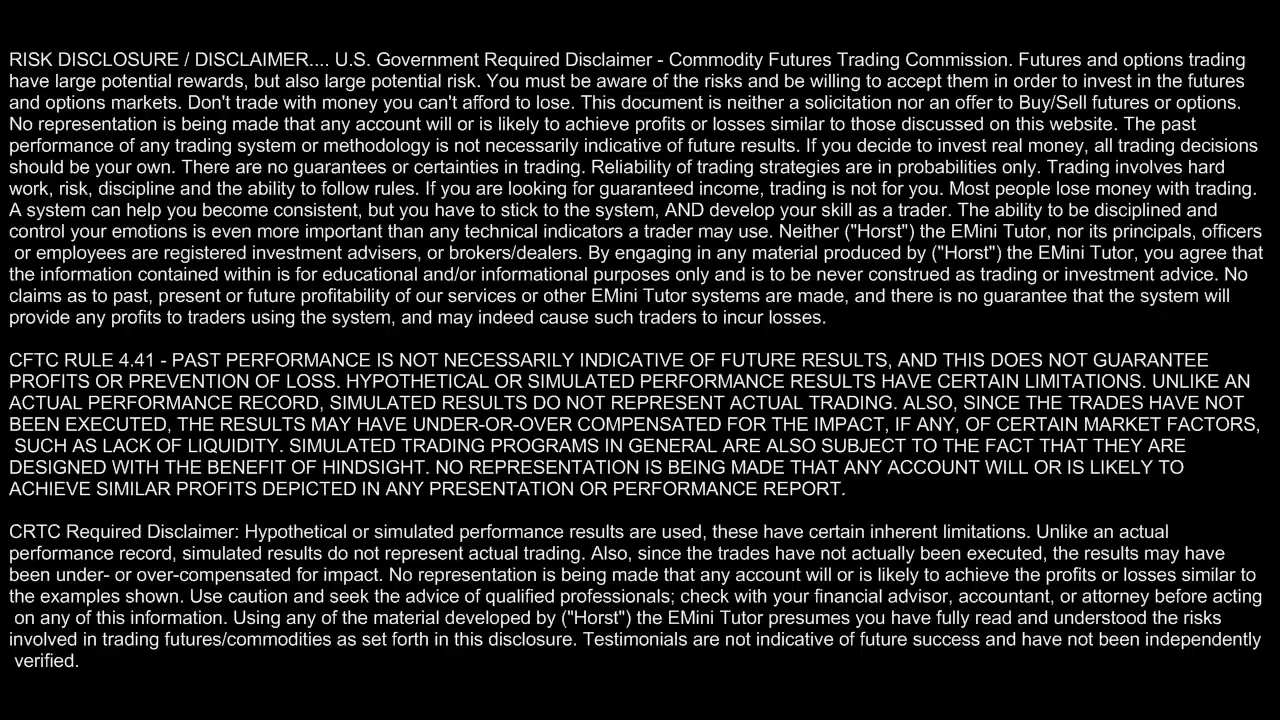 RISK DISCLOSURE / DISCLAIMER.... U.S. Government Required Disclaimer - Commodity Futures Trading Commission. Futures and options trading
have large potential rewards, but also large potential risk. You must be aware of the risks and be willing to accept them in order to invest in the futures
and options markets. Don't trade with money you can't afford to lose. This document is neither a solicitation nor an offer to Buy/Sell futures or options.
No representation is being made that any account will or is likely to achieve profits or losses similar to those discussed on this website. The past
performance of any trading system or methodology is not necessarily indicative of future results. If you decide to invest real money, all trading decisions
should be your own. There are no guarantees or certainties in trading. Reliability of trading strategies are in probabilities only. Trading involves hard
work, risk, discipline and the ability to follow rules. If you are looking for guaranteed income, trading is not for you. Most people lose money with trading.
A system can help you become consistent, but you have to stick to the system, AND develop your skill as a trader. The ability to be disciplined and
control your emotions is even more important than any technical indicators a trader may use. Neither ("Horst") the EMini Tutor, nor its principals, officers
or employees are registered investment advisers, or brokers/dealers. By engaging in any material produced by ("Horst") the EMini Tutor, you agree that
the information contained within is for educational and/or informational purposes only and is to be never construed as trading or investment advice. No
claims as to past, present or future profitability of our services or other EMini Tutor systems are made, and there is no guarantee that the system will
provide any profits to traders using the system, and may indeed cause such traders to incur losses.
CFTC RULE 4.41 - PAST PERFORMANCE IS NOT NECESSARILY INDICATIVE OF FUTURE RESULTS, AND THIS DOES NOT GUARANTEE
PROFITS OR PREVENTION OF LOSS. HYPOTHETICAL OR SIMULATED PERFORMANCE RESULTS HAVE CERTAIN LIMITATIONS. UNLIKE AN
ACTUAL PERFORMANCE RECORD, SIMULATED RESULTS DO NOT REPRESENT ACTUAL TRADING. ALSO, SINCE THE TRADES HAVE NOT
BEEN EXECUTED, THE RESULTS MAY HAVE UNDER-OR-OVER COMPENSATED FOR THE IMPACT, IF ANY, OF CERTAIN MARKET FACTORS,
SUCH AS LACK OF LIQUIDITY. SIMULATED TRADING PROGRAMS IN GENERAL ARE ALSO SUBJECT TO THE FACT THAT THEY ARE
DESIGNED WITH THE BENEFIT OF HINDSIGHT. NO REPRESENTATION IS BEING MADE THAT ANY ACCOUNT WILL OR IS LIKELY TO
ACHIEVE SIMILAR PROFITS DEPICTED IN ANY PRESENTATION OR PERFORMANCE REPORT.
CRTC Required Disclaimer: Hypothetical or simulated performance results are used, these have certain inherent limitations. Unlike an actual
performance record, simulated results do not represent actual trading. Also, since the trades have not actually been executed, the results may have
been under- or over-compensated for impact. No representation is being made that any account will or is likely to achieve the profits or losses similar to
the examples shown. Use caution and seek the advice of qualified professionals; check with your financial advisor, accountant, or attorney before acting
on any of this information. Using any of the material developed by ("Horst") the EMini Tutor presumes you have fully read and understood the risks
involved in trading futures/commodities as set forth in this disclosure. Testimonials are not indicative of future success and have not been independently
verified.